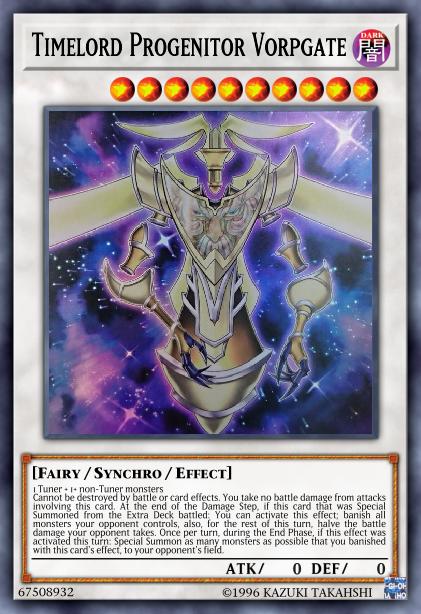 TIMELORD PROGENITOR VORPGATE
DARK
闇
[FAIRY / SYNCHRO / EFFECT]
1 Tuner + 1+ non-Tuner monsters
Cannot be destroyed by battle or card effects. You take no battle damage from attacks
involving this card. At the end of the Damage Step, if this card that was Special
Summoned from the Extra Deck battled: You can activate this effect; banish all
monsters your opponent controls, also, for the rest of this turn, halve the battle
damage your opponent takes. Once per turn, during the End Phase, if this effect was
activated this turn: Special Summon as many monsters as possible that you banished
with this card's effect, to your opponent's field.
ATK/ 0 DEF/ 0
67508932
©1996 KAZUKI TAKAHSHI